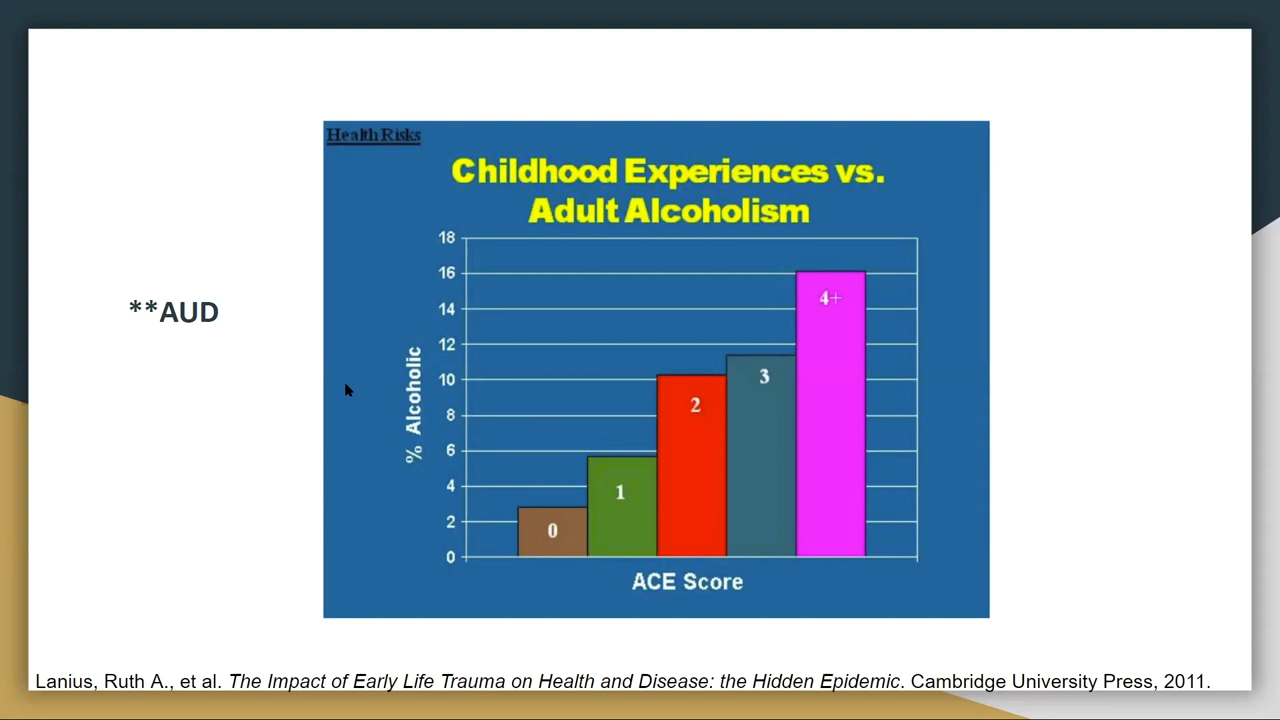 Health Risks
Childhood Experiences vs.
Adult Alcoholism
**AUD
% Alcoholic
18
16
14
12
10
8
6
4
2
0
0
1
2
3
4+
ACE Score
Lanius, Ruth A., et al. The Impact of Early Life Trauma on Health and Disease: the Hidden Epidemic. Cambridge University Press, 2011.